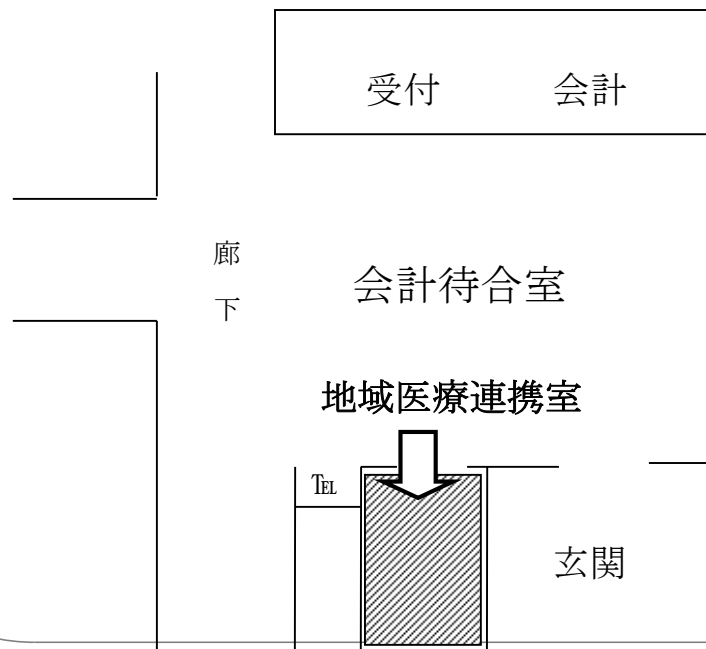 受付 会計
廊
下
会計待合室
地域医療連携室
TEL
玄関